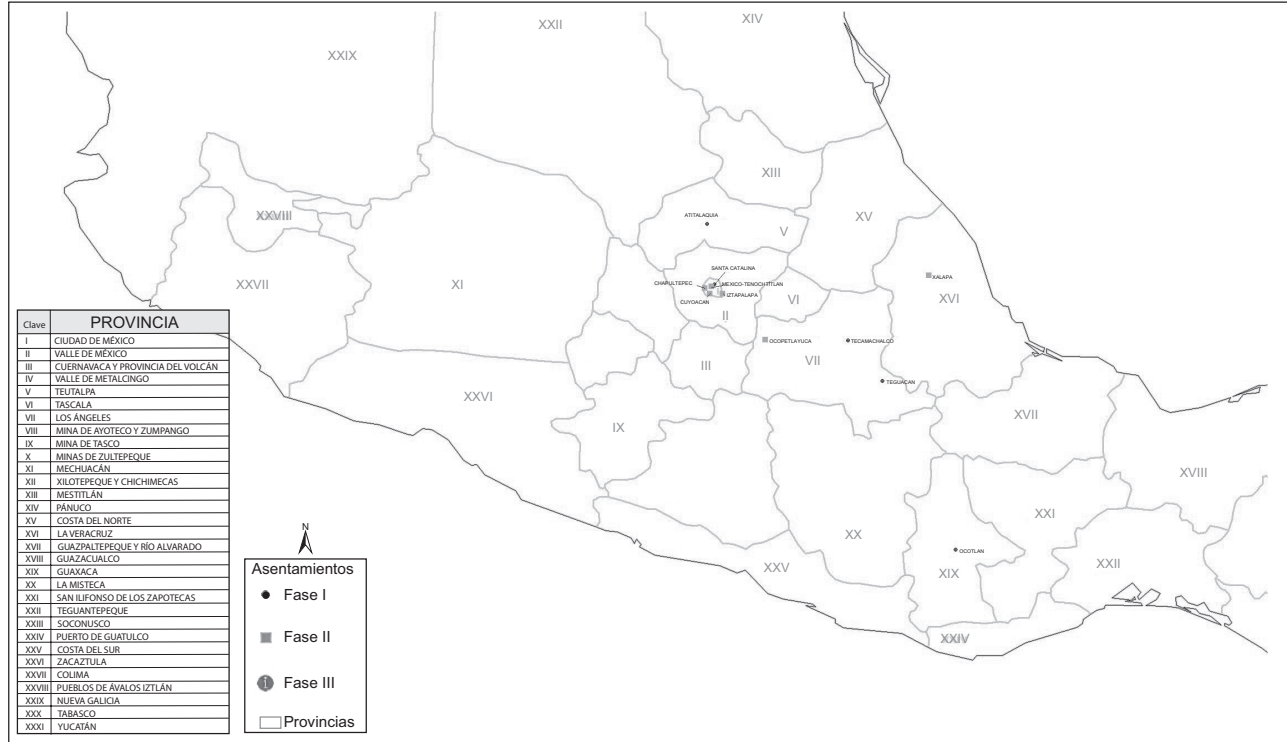 XXII
XIV
XXIX
XIII
ATITALAQUIA
V
XV
XXVIII
SANTA CATALINA
XALAPA
CHAPULTEPEC
MEXICO-TENOCHTITLAN
XXVII
XI
IZTAPALAPA
CUYOACAN
VI
XVI
II
OCOPETLAYUCA
TECAMACHALCO
III
VII
TEGUACAN
XXVI
IX
XVII
XVIII
XXI
XX
OCOTLAN
XXV
XIX
XXII
XXIV
Clave PROVINCIA
I CIUDAD DE MÉXICO
II VALLE DE MÉXICO
III CUERNAVACA Y PROVINCIA DEL VOLCÁN
IV VALLE DE METALCINGO
V TEUTALPA
VI TASCALA
VII LOS ÁNGELES
VIII MINA DE AYOTECO Y ZUMPANGO
IX MINA DE TASCO
X MINAS DE ZULTEPEQUE
XI MECHUACÁN
XII XILOTEPEQUE Y CHICHIMECAS
XIII MESTITLÁN
XIV PÁNUCO
XV COSTA DEL NORTE
XVI LA VERACRUZ
XVII GUAZPALTEPEQUE Y RÍO ALVARADO
XVIII GUAZACUALCO
XIX GUAXACA
XX LA MISTECA
XXI SAN ILIFONSO DE LOS ZAPOTECAS
XXII TEGUANTEPEQUE
XXIII SOCONUSCO
XXIV PUERTO DE GUATULCO
XXV COSTA DEL SUR
XXVI ZACAZTULA
XXVII COLIMA
XXVIII PUEBLOS DE ÁVALOS IZTLÁN
XXIX NUEVA GALICIA
XXX TABASCO
XXXI YUCATÁN
N
Asentamientos
Fase I
Fase II
1 Fase III
Provincias